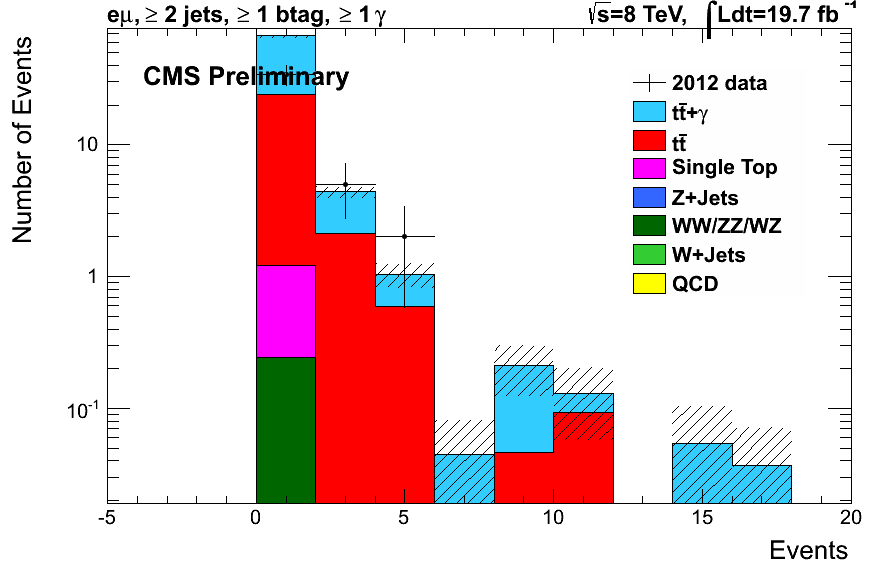 eμ, ≥ 2 jets, ≥ 1 btag, ≥ 1 γ
√s=8 TeV, ∫Ldt=19.7 fb⁻¹
CMS Preliminary
2012 data
tt̄+γ
tt̄
Single Top
Z+Jets
WW/ZZ/WZ
W+Jets
QCD
Number of Events
10
1
10⁻¹
-5 0 5 10 15 20
Events